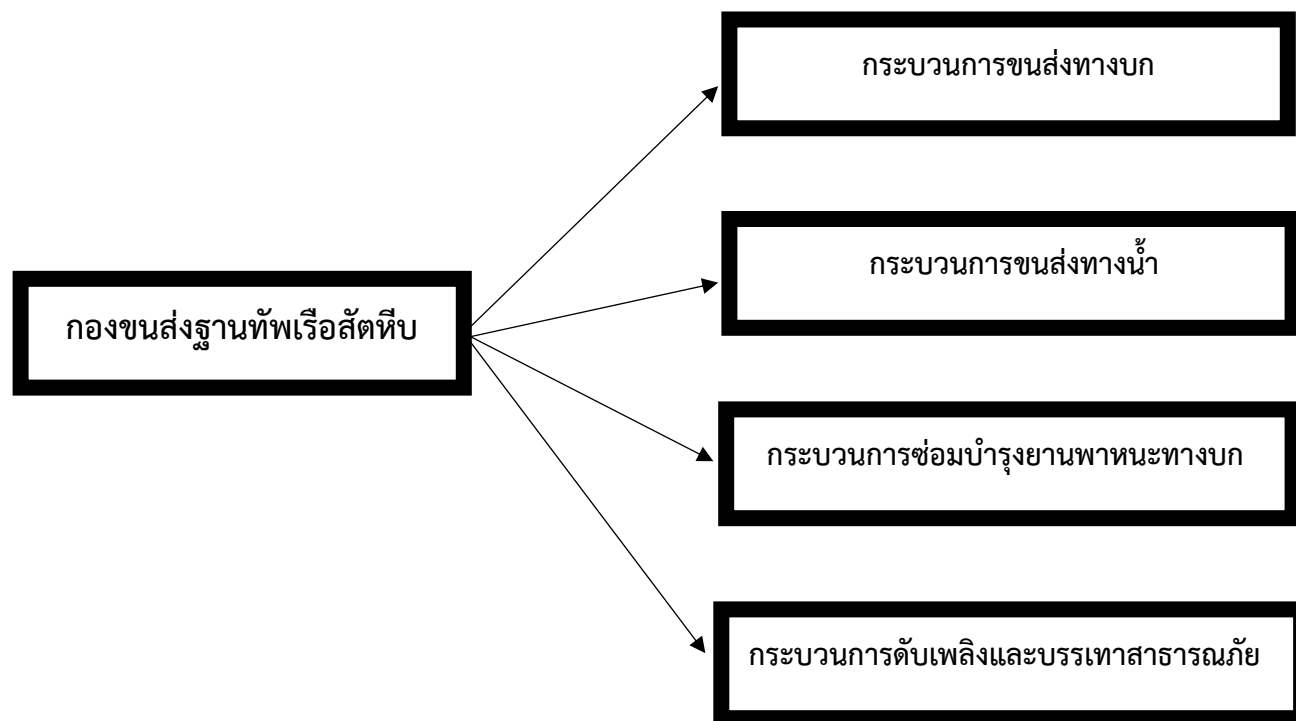 กระบวนการขนส่งทางบก
กระบวนการขนส่งทางน้ำ
กองขนส่งฐานทัพเรือสัตหีบ
กระบวนการซ่อมบำรุงยานพาหนะทางบก
กระบวนการดับเพลิงและบรรเทาสาธารณภัย